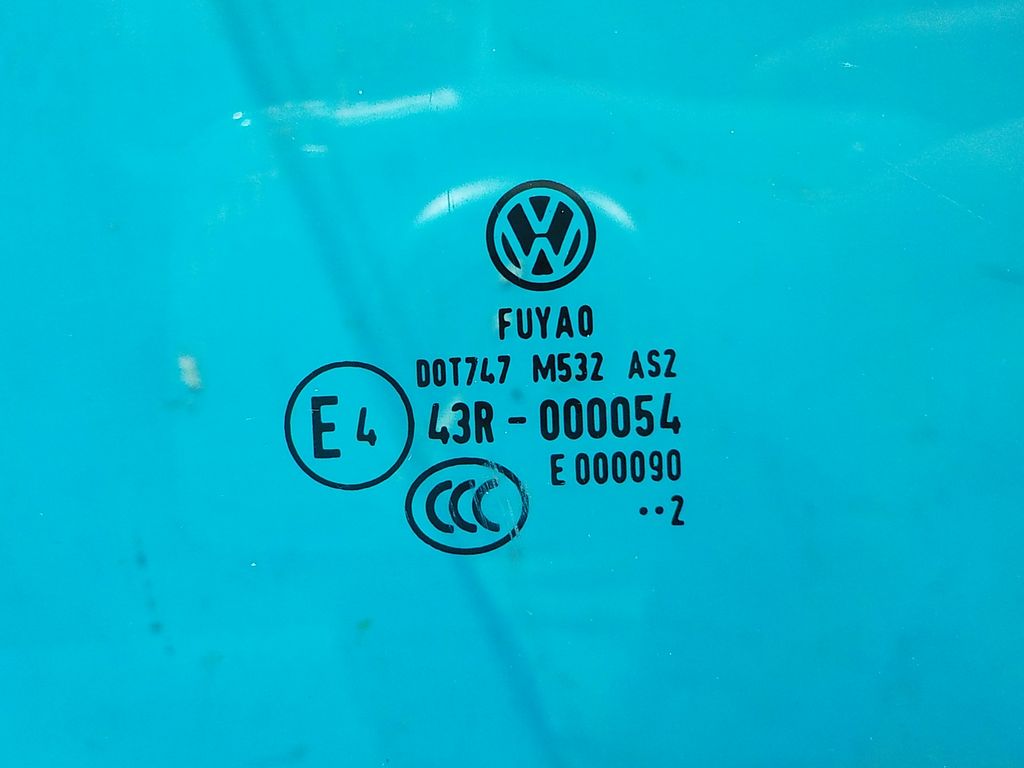 FUYAO
DOT747 M532 AS2
E4 43R-000054
E000090
CCC
··2